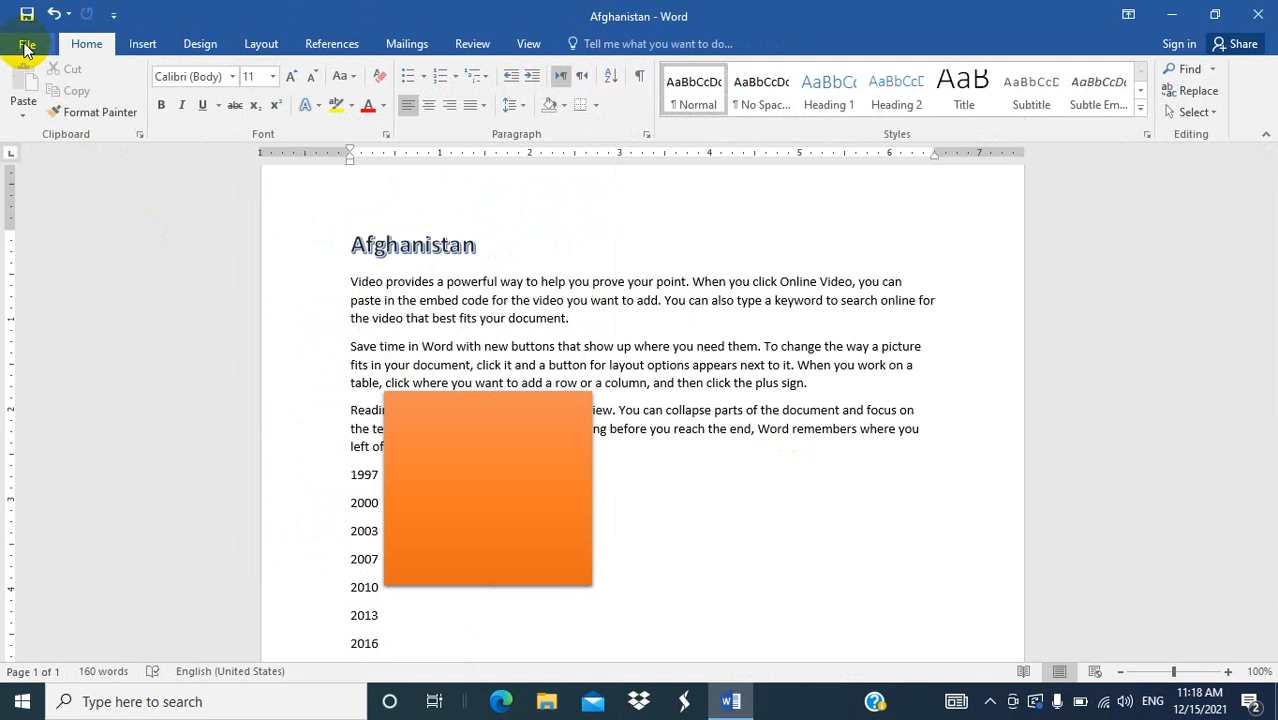 Afghanistan - Word
File Home Insert Design Layout References Mailings Review View Tell me what you want to do... Sign in Share
Paste
Cut
Copy
Format Painter
Calibri (Body) 11
AaBbCcDc AaBbCcDc AaBbCc AaBbCcD AaB AaBbCcD AaBbCcDc
¶ Normal ¶ No Spac... Heading 1 Heading 2 Title Subtitle Subtle Em...
Find
Replace
Select
Clipboard Font Paragraph Styles Editing
1 1 2 3 4 5 6 7
Afghanistan
Video provides a powerful way to help you prove your point. When you click Online Video, you can
paste in the embed code for the video you want to add. You can also type a keyword to search online for
the video that best fits your document.
Save time in Word with new buttons that show up where you need them. To change the way a picture
fits in your document, click it and a button for layout options appears next to it. When you work on a
table, click where you want to add a row or a column, and then click the plus sign.
You can collapse parts of the document and focus on
the before you reach the end, Word remembers where you
left
1997
2000
2003
2007
2010
2013
2016
Page 1 of 1 160 words English (United States) 100%
Type here to search
ENG
11:18 AM
12/15/2021
2